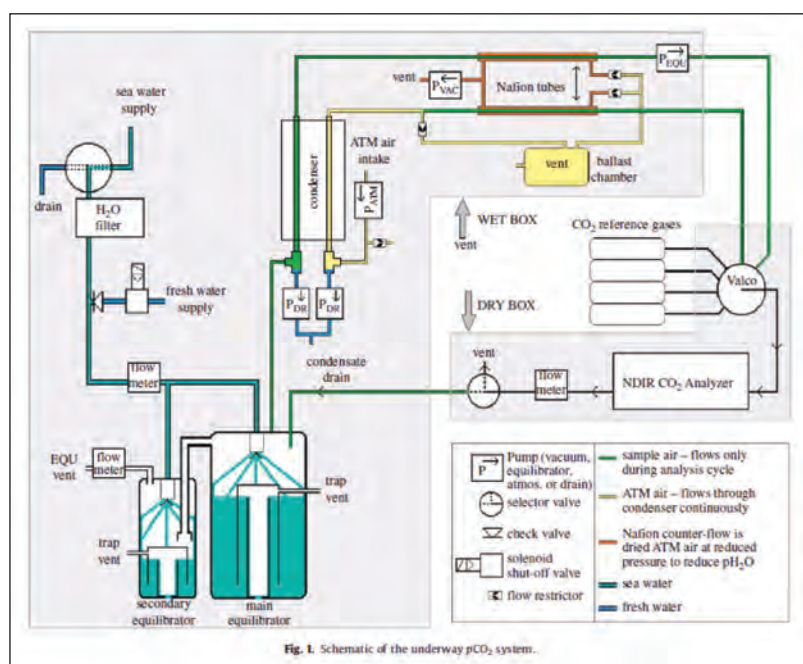 sea water
supply
drain
H₂O
filter
fresh water
supply
flow
meter
EQU
vent
flow
meter
trap
vent
trap
vent
secondary
equilibrator
main
equilibrator
condenser
ATM air
intake
P ATM
P DR
P DR
condensate
drain
vent
P VAC
Nafion tubes
P EQU
vent
ballast
chamber
WET BOX
vent
CO₂ reference gases
Valco
DRY BOX
vent
flow
meter
NDIR CO₂ Analyzer
P
Pump (vacuum,
equilibrator,
atmos. or drain)
selector valve
check valve
solenoid
shut-off valve
flow restrictor
sample air – flows only
during analysis cycle
ATM air – flows through
condenser continuously
Nafion counter-flow is
dried ATM air at reduced
pressure to reduce pH₂O
sea water
fresh water
Fig. 1. Schematic of the underway pCO₂ system.